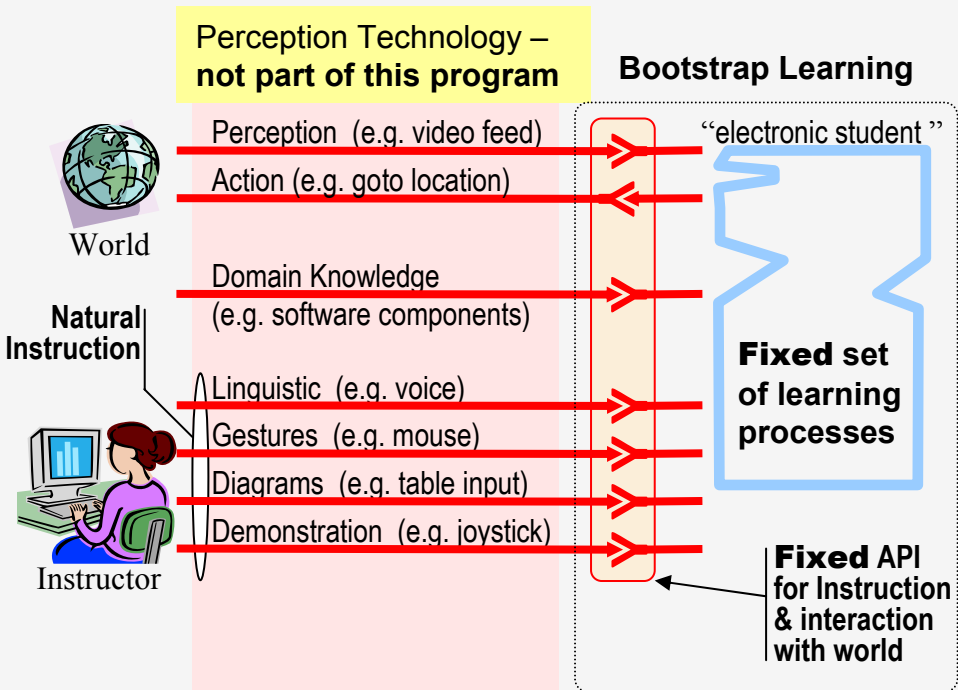 Perception Technology –
not part of this program
Bootstrap Learning
Perception (e.g. video feed)
“electronic student ”
Action (e.g. goto location)
World
Domain Knowledge
(e.g. software components)
Natural
Instruction
Fixed set
of learning
processes
Linguistic (e.g. voice)
Gestures (e.g. mouse)
Diagrams (e.g. table input)
Demonstration (e.g. joystick)
Instructor
Fixed API
for Instruction
& interaction
with world